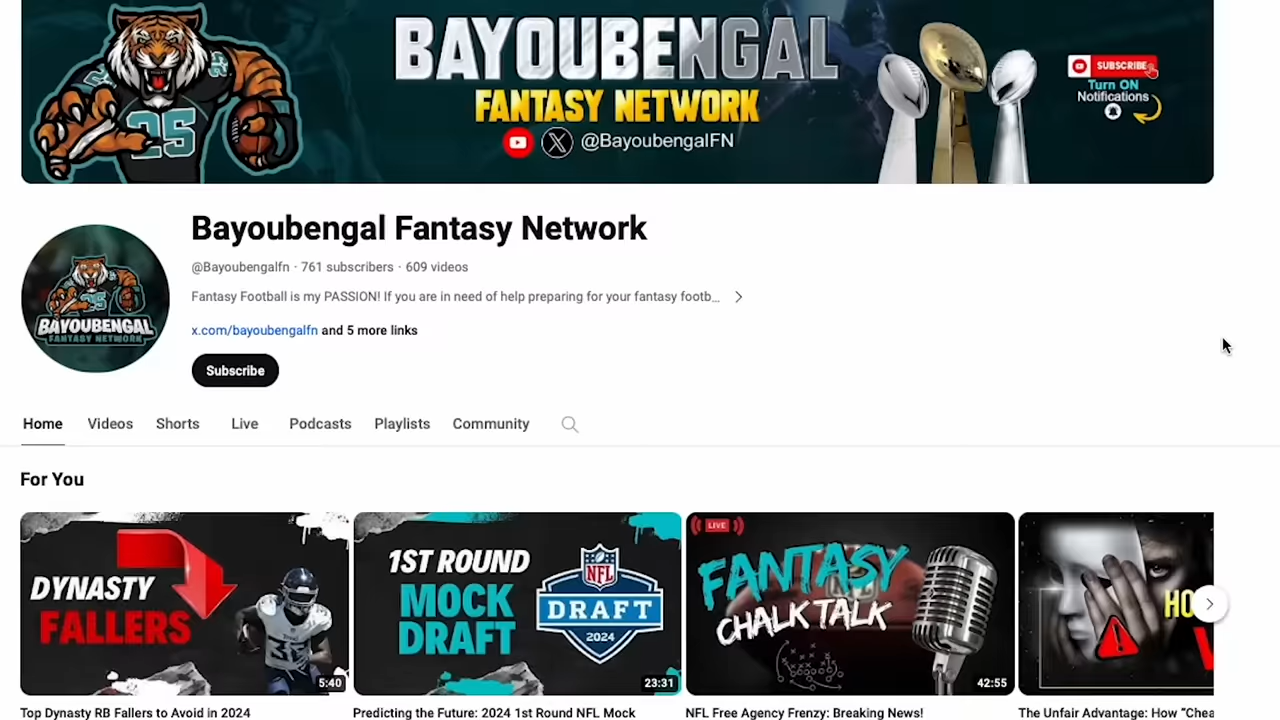 BAYOUBENGAL
FANTASY NETWORK
@BayoubengalFN
SUBSCRIBE
Turn ON
Notifications
25
BAYOUBENGAL
FANTASY NETWORK
Bayoubengal Fantasy Network
@Bayoubengalfn · 761 subscribers · 609 videos
Fantasy Football is my PASSION! If you are in need of help preparing for your fantasy footb...
x.com/bayoubengalfn and 5 more links
Subscribe
Home Videos Shorts Live Podcasts Playlists Community
For You
DYNASTY
FALLERS
5:40
1ST ROUND
MOCK
DRAFT
NFL
DRAFT
2024
23:31
LIVE
FANTASY
CHALK TALK
42:55
HO
Top Dynasty RB Fallers to Avoid in 2024
Predicting the Future: 2024 1st Round NFL Mock
NFL Free Agency Frenzy: Breaking News!
The Unfair Advantage: How “Chea